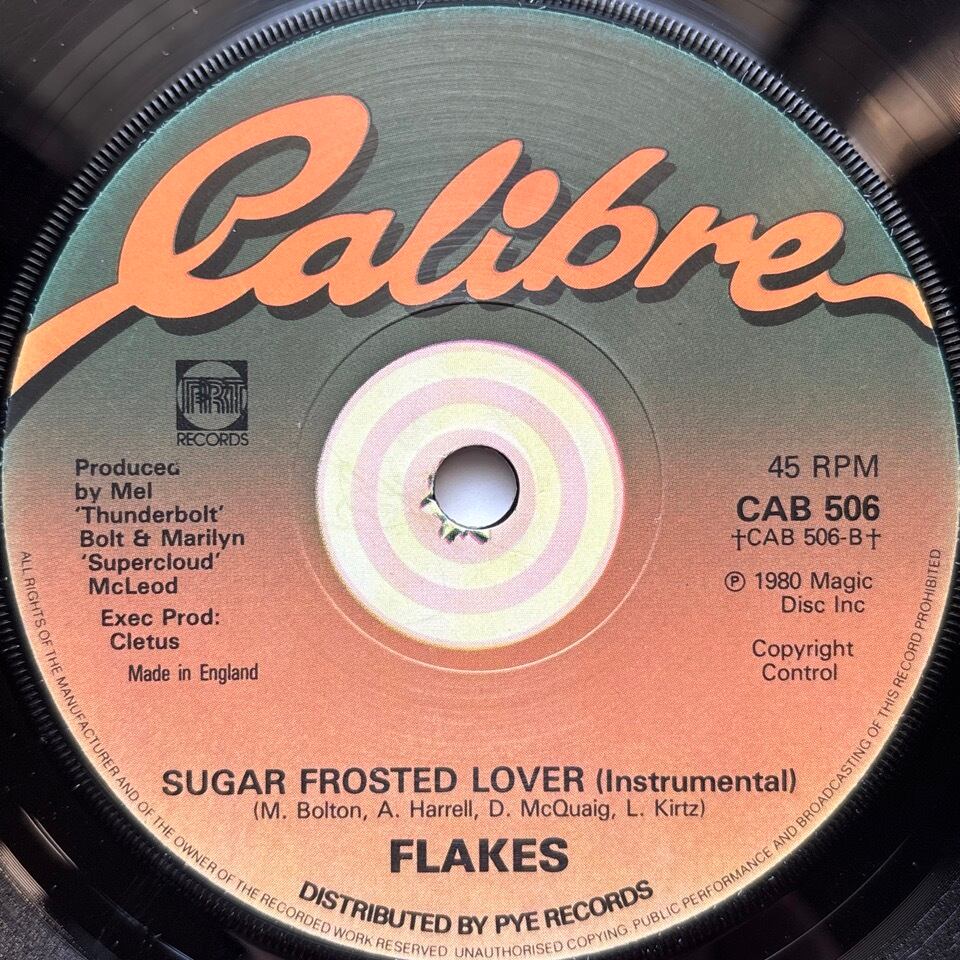 Calibre
PRT
RECORDS
Produced
by Mel
'Thunderbolt'
Bolt & Marilyn
'Supercloud'
McLeod
Exec Prod:
Cletus
Made in England
45 RPM
CAB 506
†CAB 506-B†
℗ 1980 Magic
Disc Inc
Copyright
Control
SUGAR FROSTED LOVER (Instrumental)
(M. Bolton, A. Harrell, D. McQuaig, L. Kirtz)
FLAKES
DISTRIBUTED BY PYE RECORDS
ALL RIGHTS OF THE MANUFACTURER AND OF THE OWNER OF THE RECORDED WORK RESERVED UNAUTHORISED COPYING, PUBLIC PERFORMANCE AND BROADCASTING OF THIS RECORD PROHIBITED